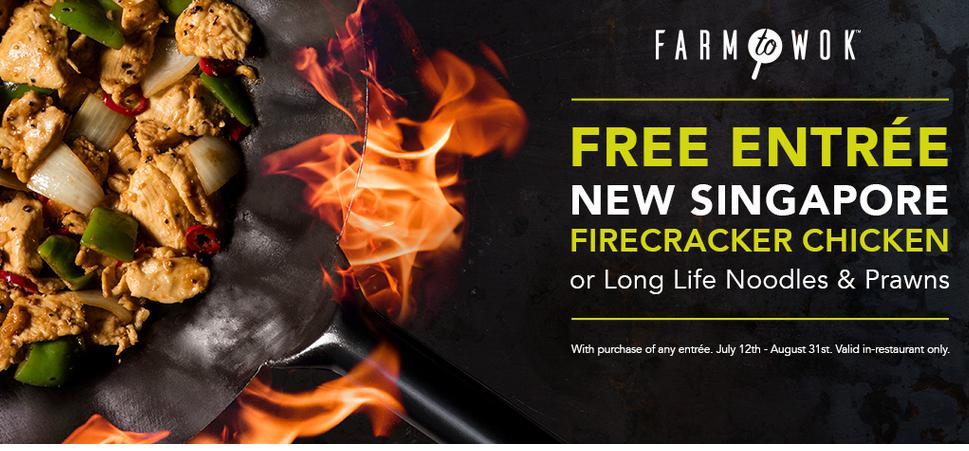 FARM to WOK™
FREE ENTRÉE
NEW SINGAPORE
FIRECRACKER CHICKEN
or Long Life Noodles & Prawns
With purchase of any entrée. July 12th - August 31st. Valid in-restaurant only.